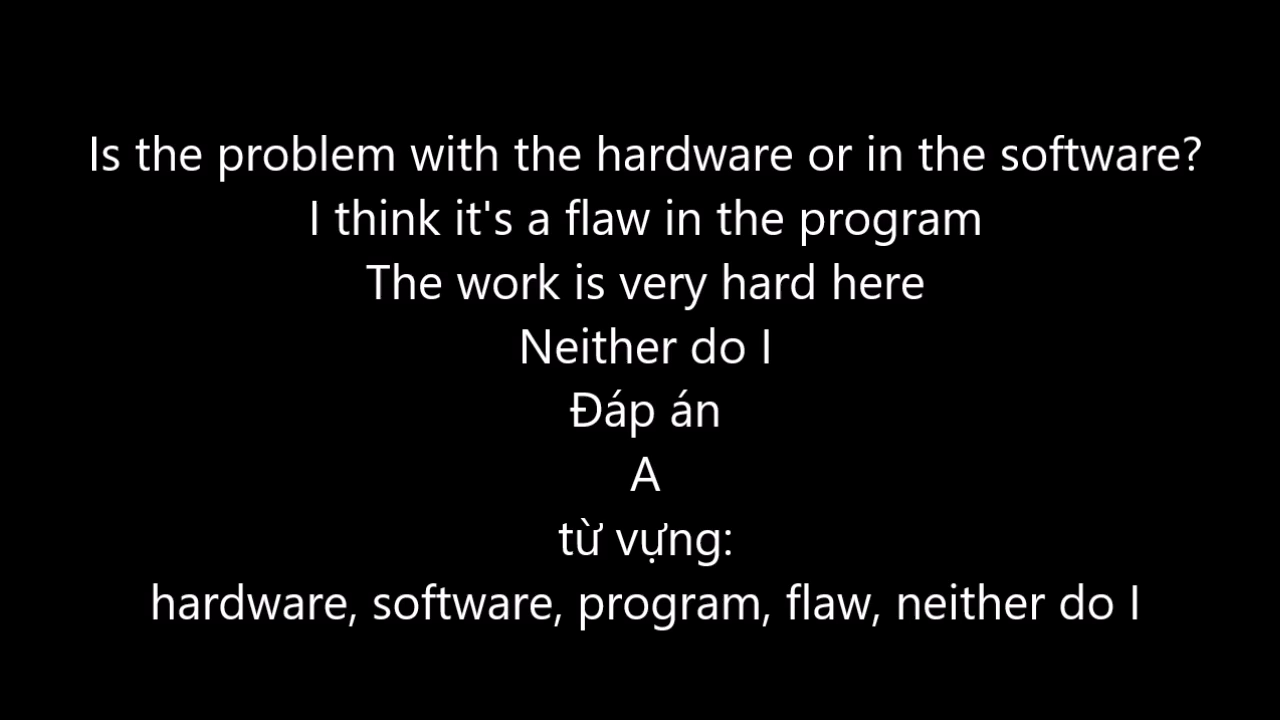 Is the problem with the hardware or in the software?
I think it's a flaw in the program
The work is very hard here
Neither do I
Đáp án
A
từ vựng:
hardware, software, program, flaw, neither do I